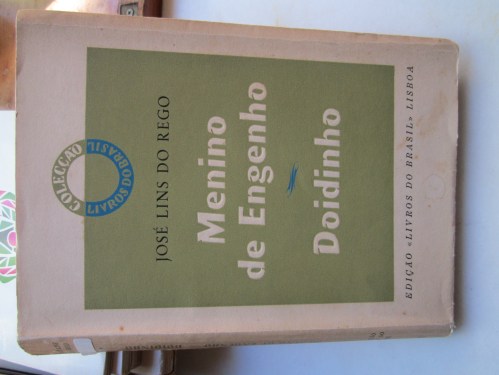 COLECÇÃO
LIVROS DO BRASIL
JOSÉ LINS DO REGO
Menino
de Engenho
Doidinho
EDIÇÃO «LIVROS DO BRASIL» LISBOA